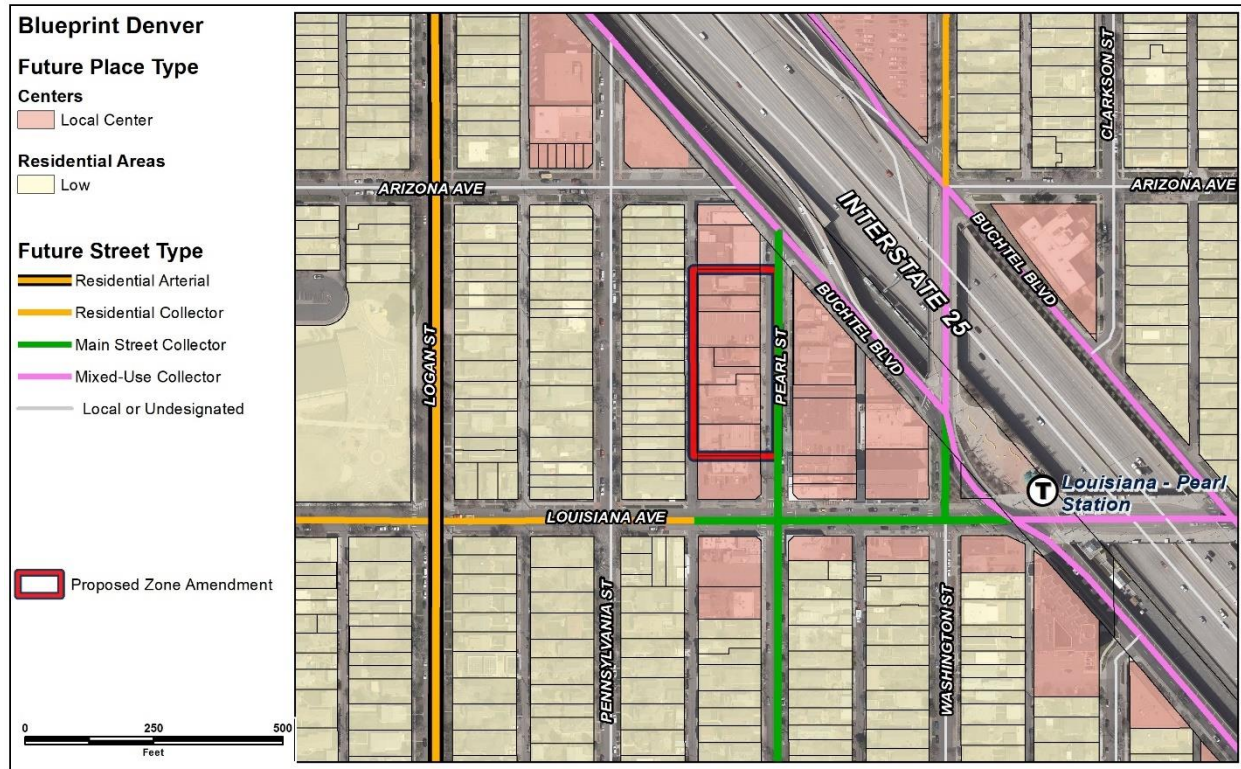 Blueprint Denver
Future Place Type
Centers
Local Center
Residential Areas
Low
Future Street Type
Residential Arterial
Residential Collector
Main Street Collector
Mixed-Use Collector
Local or Undesignated
Proposed Zone Amendment
0 250 500
Feet
CLARKSON ST
ARIZONA AVE
ARIZONA AVE
INTERSTATE 25
BUCHTEL BLVD
BUCHTEL BLVD
LOGAN ST
PEARL ST
T
Louisiana - Pearl
Station
LOUISIANA AVE
PENNSYLVANIA ST
WASHINGTON ST